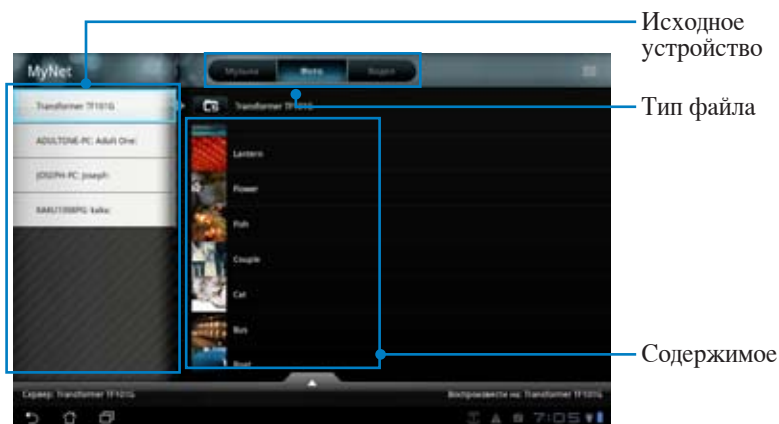 Исходное
устройство
MyNet
Музыка
Фото
Видео
Тип файла
Transformer TF101G
Transformer TF101G
ADULTONE-PC: Adult One:
JOSEPH-PC: Joseph:
Lantern
Flower
Fish
Couple
Cat
Bus
Boat
Содержимое
Сервер: Transformer TF101G
Воспроизвести на: Transformer TF101G
7:05